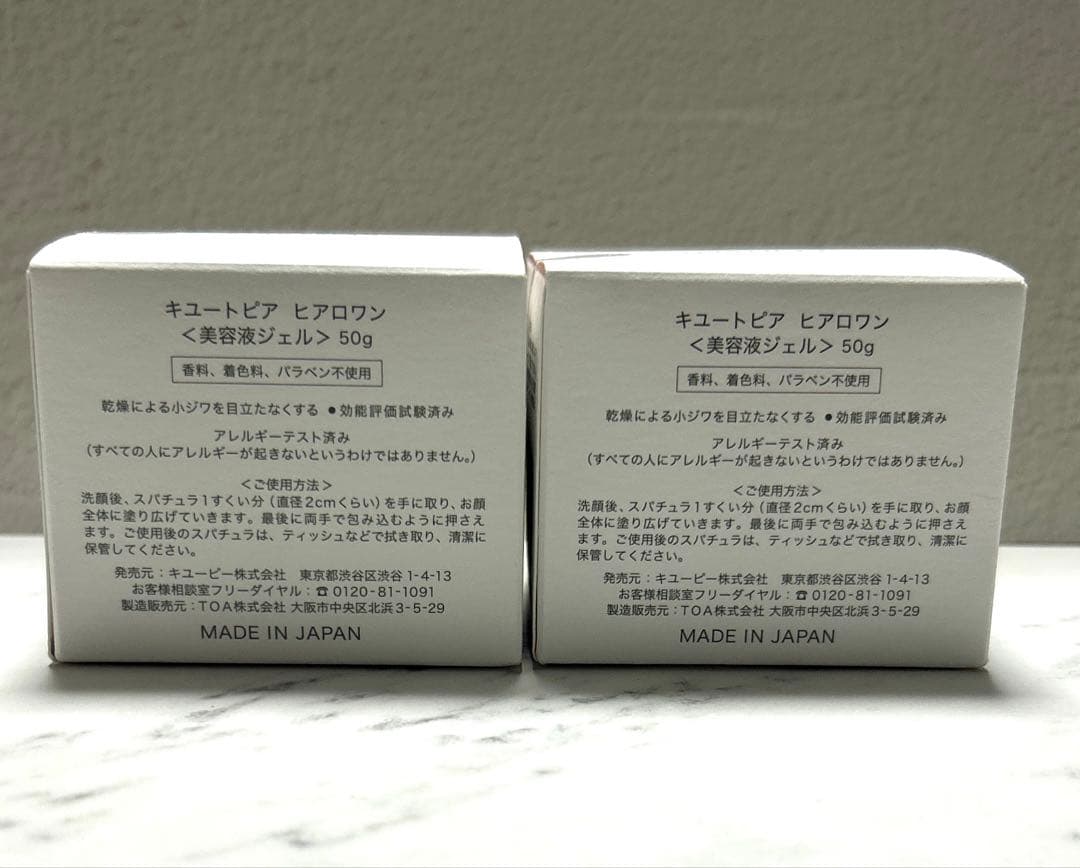 キユートピア ヒアロワン
＜美容液ジェル＞ 50g
香料、着色料、パラベン不使用
乾燥による小ジワを目立たなくする ●効能評価試験済み
アレルギーテスト済み
（すべての人にアレルギーが起きないというわけではありません。）
＜ご使用方法＞
洗顔後、スパチュラ1すくい分（直径2cmくらい）を手に取り、お顔
全体に塗り広げていきます。最後に両手で包み込むように押さえ
ます。ご使用後のスパチュラは、ティッシュなどで拭き取り、清潔に
保管してください。
発売元：キユーピー株式会社 東京都渋谷区渋谷 1-4-13
お客様相談室フリーダイヤル：☎ 0120-81-1091
製造販売元：TOA株式会社 大阪市中央区北浜 3-5-29
MADE IN JAPAN
キユートピア ヒアロワン
＜美容液ジェル＞ 50g
香料、着色料、パラベン不使用
乾燥による小ジワを目立たなくする ●効能評価試験済み
アレルギーテスト済み
（すべての人にアレルギーが起きないというわけではありません。）
＜ご使用方法＞
洗顔後、スパチュラ1すくい分（直径2cmくらい）を手に取り、お顔
全体に塗り広げていきます。最後に両手で包み込むように押さえ
ます。ご使用後のスパチュラは、ティッシュなどで拭き取り、清潔に
保管してください。
発売元：キユーピー株式会社 東京都渋谷区渋谷 1-4-13
お客様相談室フリーダイヤル：☎ 0120-81-1091
製造販売元：TOA株式会社 大阪市中央区北浜 3-5-29
MADE IN JAPAN